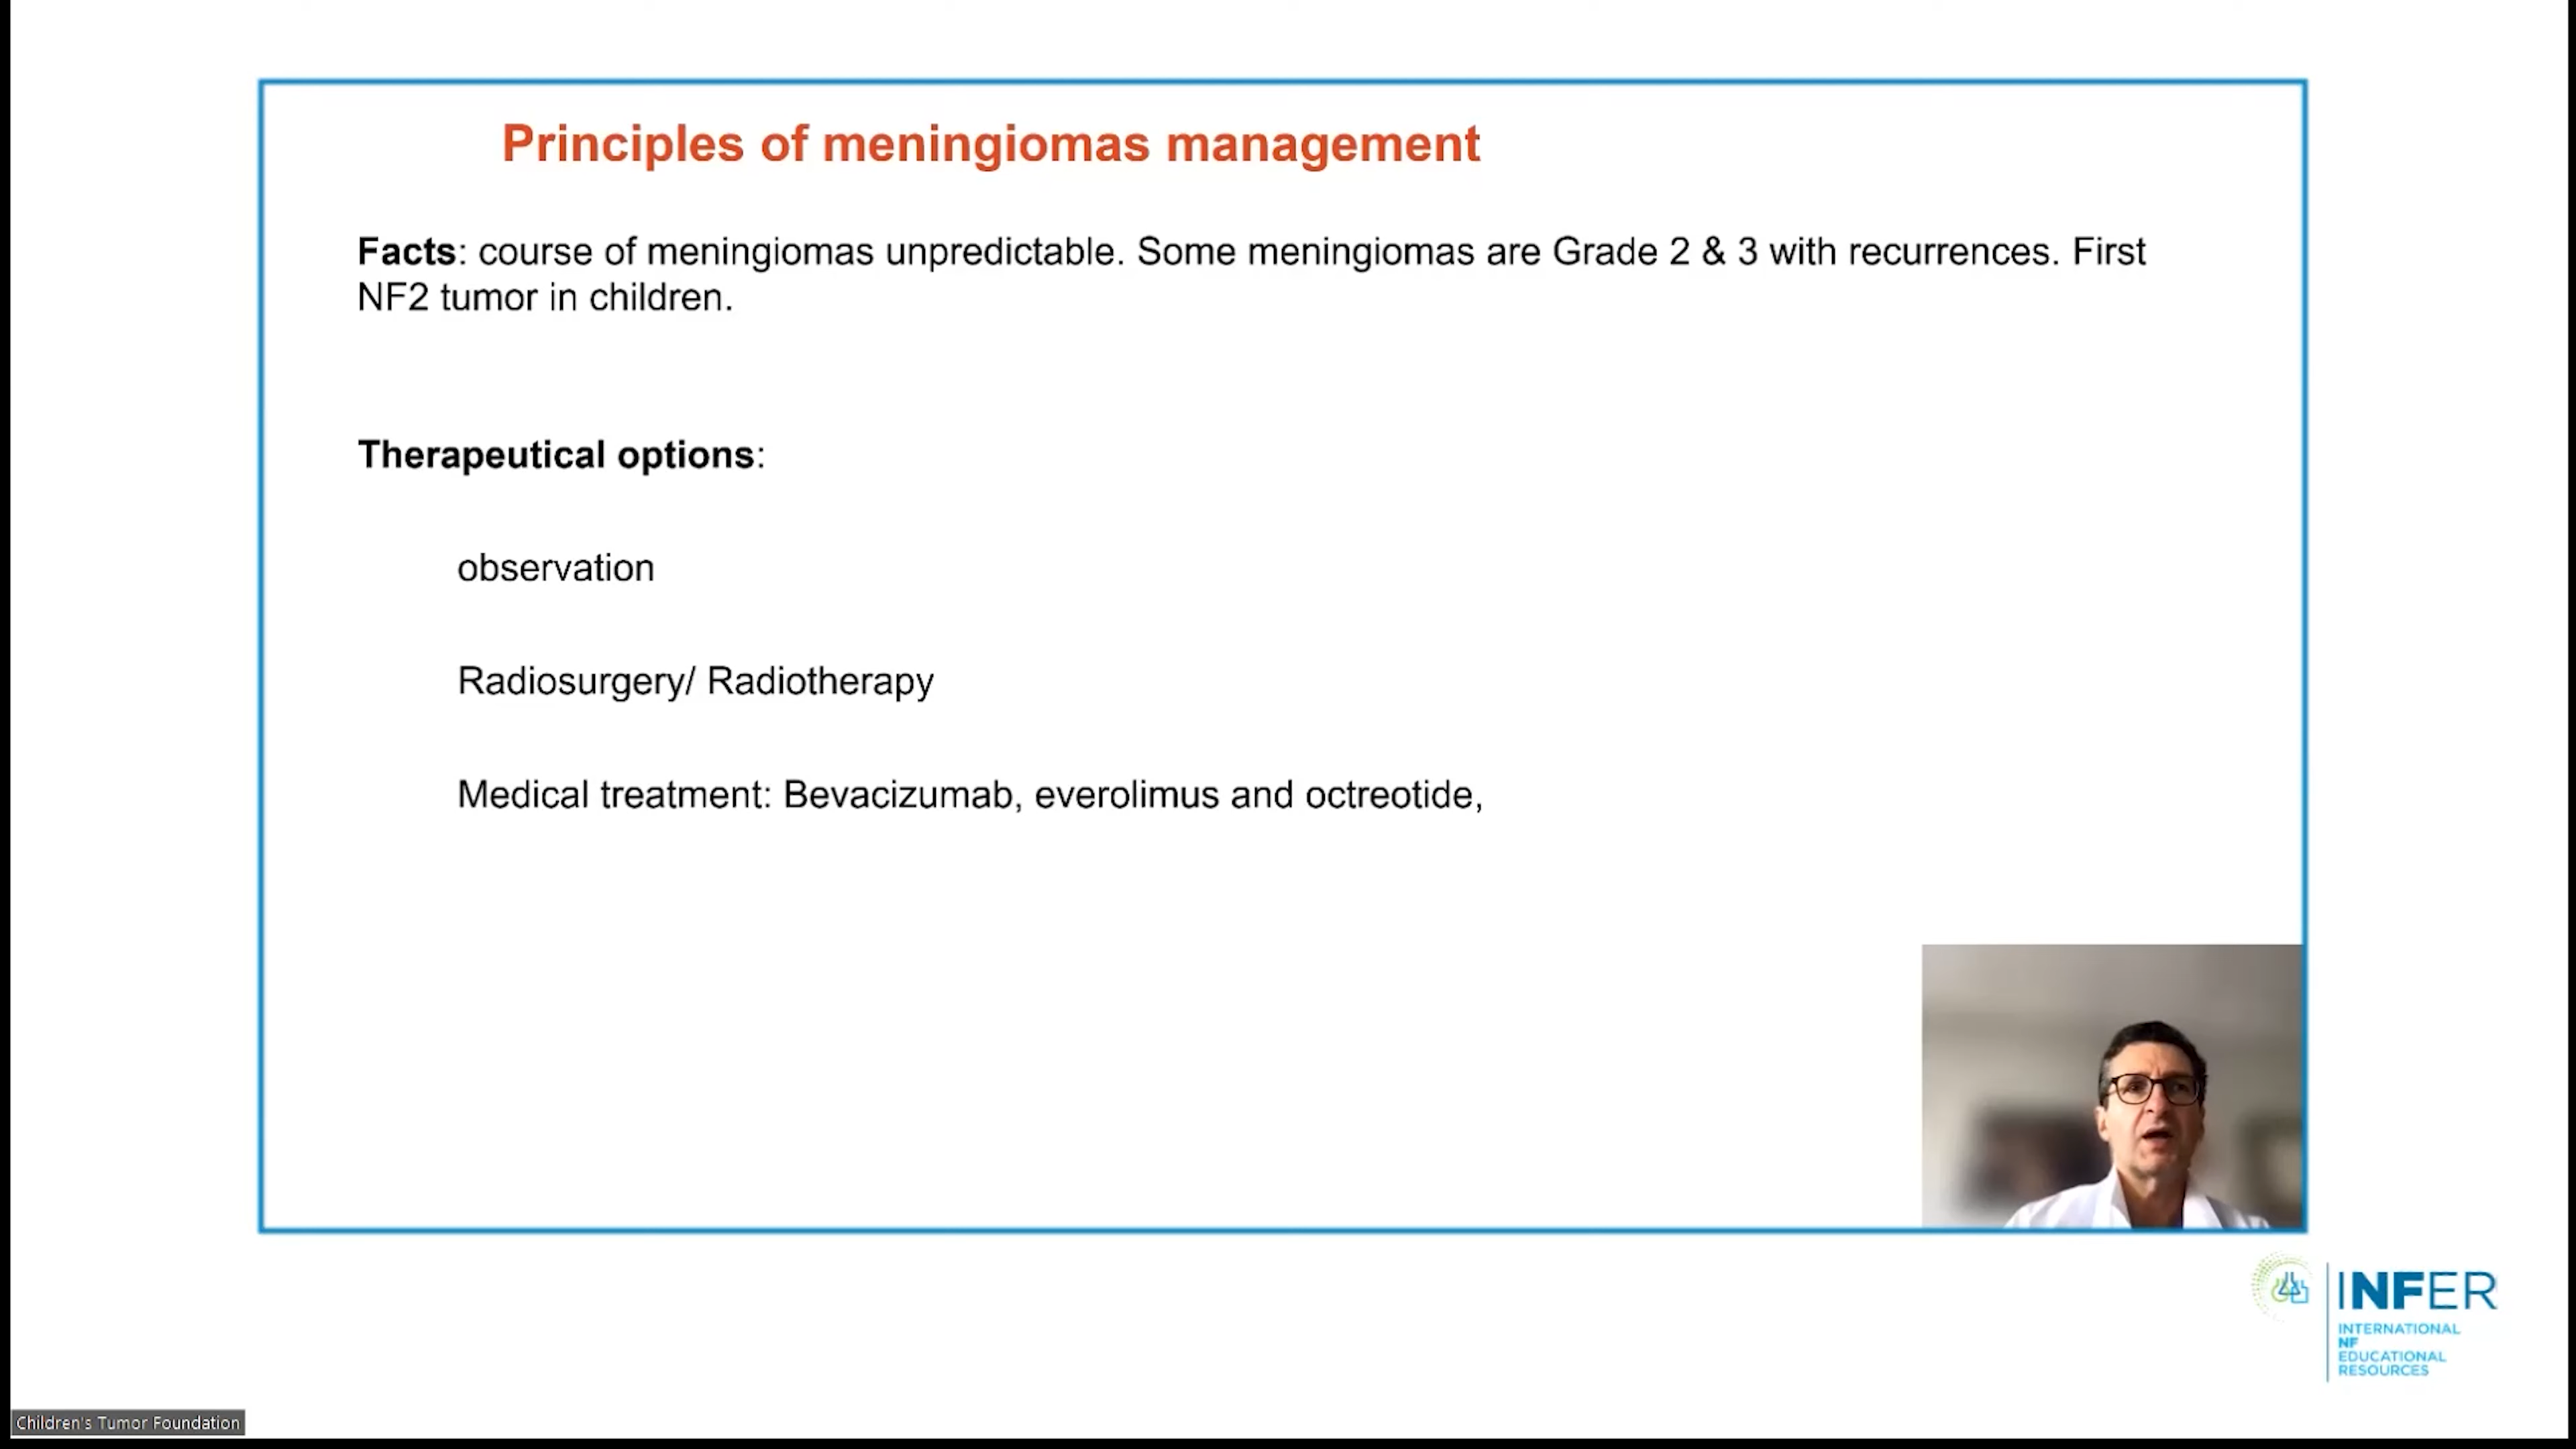 Principles of meningiomas management
Facts: course of meningiomas unpredictable. Some meningiomas are Grade 2 & 3 with recurrences. First
NF2 tumor in children.
Therapeutical options:
observation
Radiosurgery/ Radiotherapy
Medical treatment: Bevacizumab, everolimus and octreotide,
INFER
INTERNATIONAL
NF
EDUCATIONAL
RESOURCES
Children's Tumor Foundation